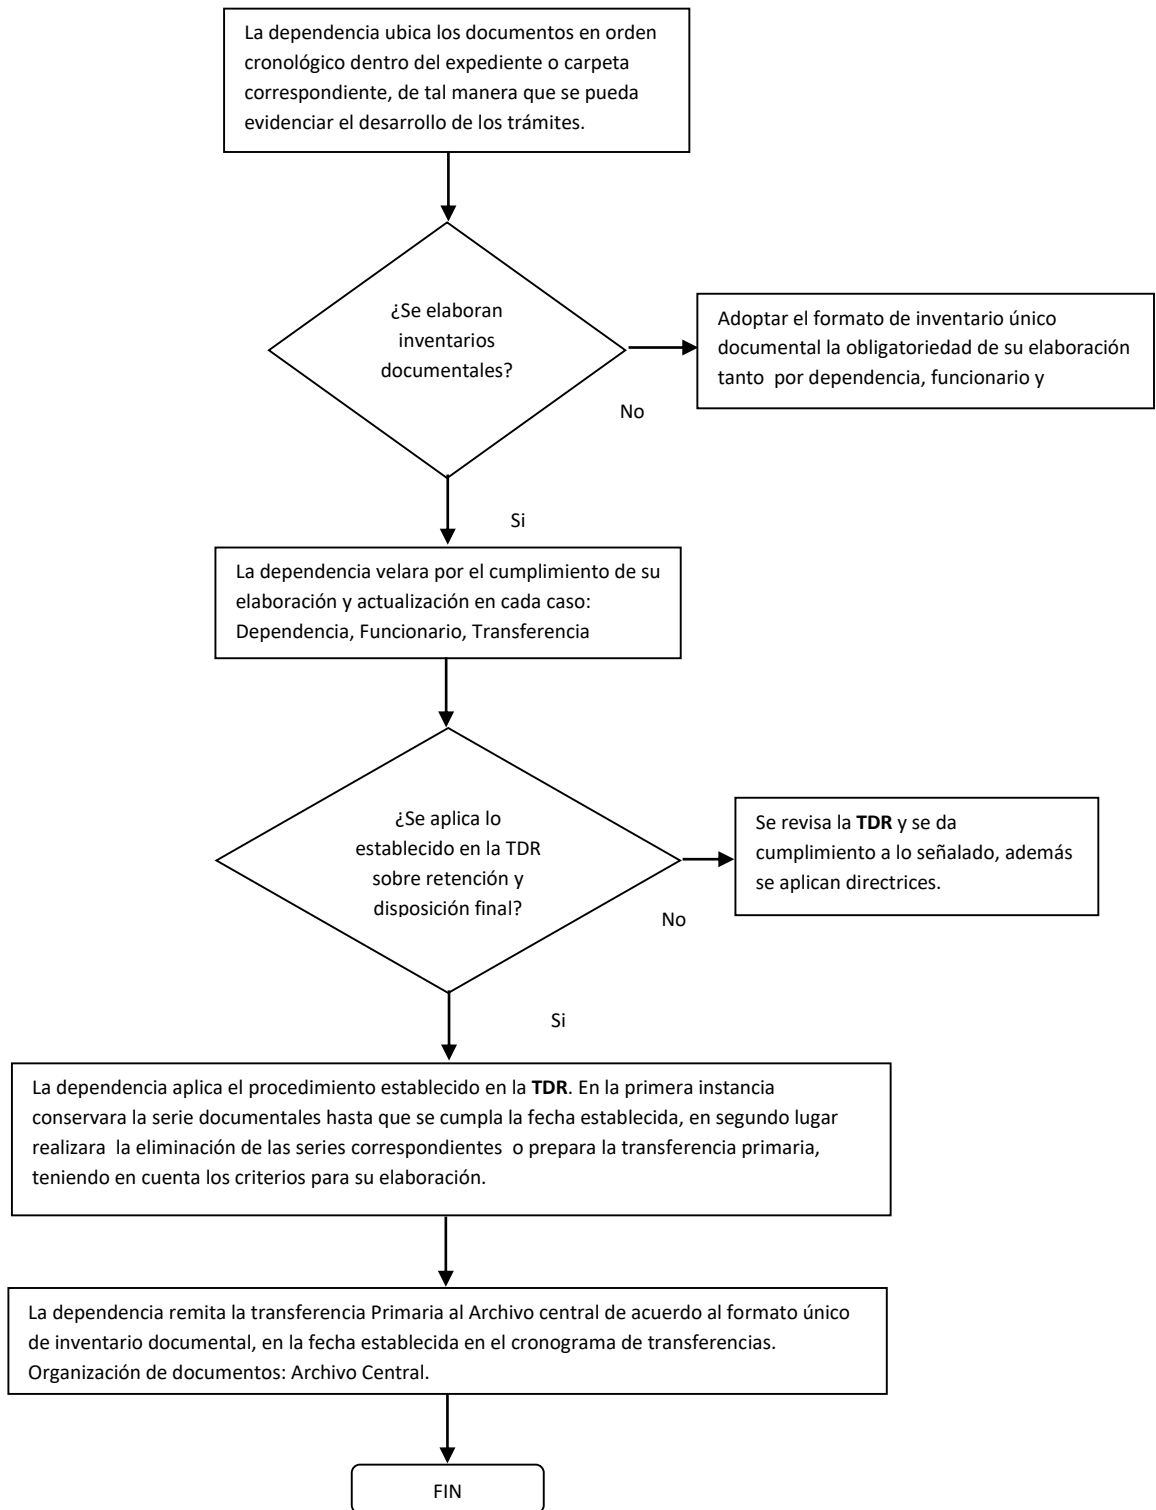 La dependencia ubica los documentos en orden
cronológico dentro del expediente o carpeta
correspondiente, de tal manera que se pueda
evidenciar el desarrollo de los trámites.
¿Se elaboran
inventarios
documentales?
Adoptar el formato de inventario único
documental la obligatoriedad de su elaboración
tanto por dependencia, funcionario y
No
Si
La dependencia velara por el cumplimiento de su
elaboración y actualización en cada caso:
Dependencia, Funcionario, Transferencia
¿Se aplica lo
establecido en la TDR
sobre retención y
disposición final?
Se revisa la TDR y se da
cumplimiento a lo señalado, además
se aplican directrices.
No
Si
La dependencia aplica el procedimiento establecido en la TDR. En la primera instancia
conservara la serie documentales hasta que se cumpla la fecha establecida, en segundo lugar
realizara la eliminación de las series correspondientes o prepara la transferencia primaria,
teniendo en cuenta los criterios para su elaboración.
La dependencia remita la transferencia Primaria al Archivo central de acuerdo al formato único
de inventario documental, en la fecha establecida en el cronograma de transferencias.
Organización de documentos: Archivo Central.
FIN